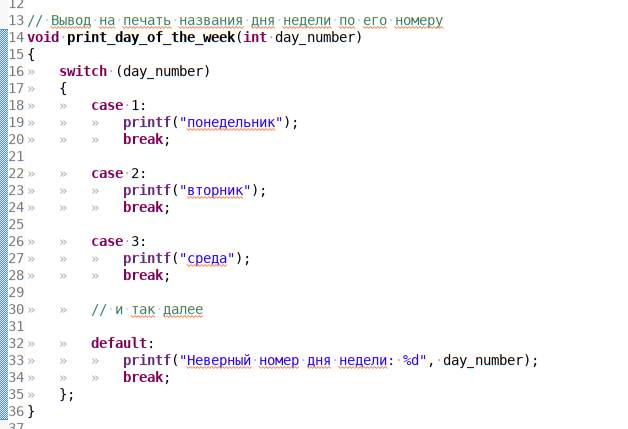 12
13 // Вывод на печать названия дня недели по его номеру
14 void print_day_of_the_week(int day_number)
15 {
16 » switch (day_number)
17 » {
18 » » case 1:
19 » » » printf("понедельник");
20 » » » break;
21
22 » » case 2:
23 » » » printf("вторник");
24 » » » break;
25
26 » » case 3:
27 » » » printf("среда");
28 » » » break;
29
30 » » // и так далее
31
32 » » default:
33 » » » printf("Неверный номер дня недели: %d", day_number);
34 » » » break;
35 » };
36 }
37